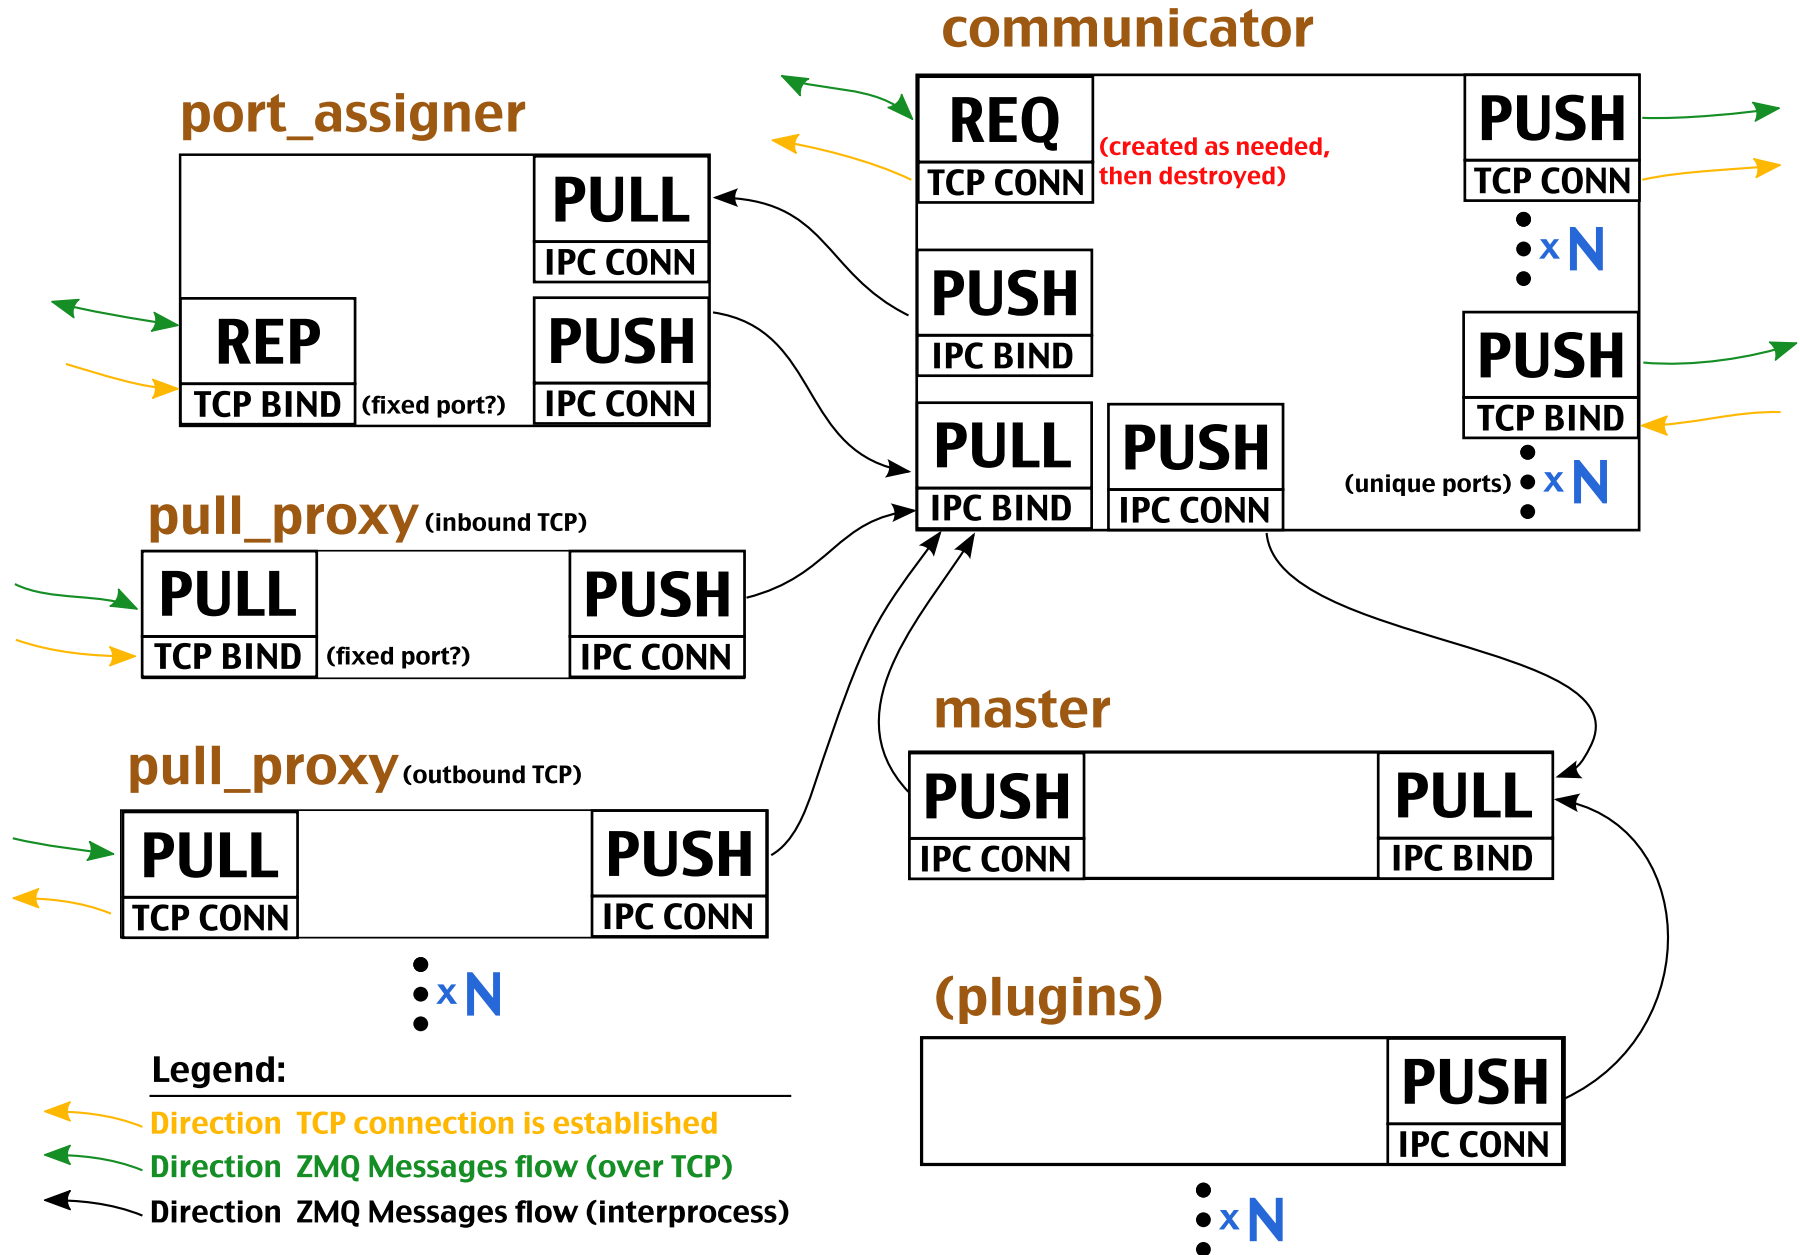 communicator
port_assigner
REQ
TCP CONN
(created as needed,
then destroyed)
PUSH
TCP CONN
x N
PULL
IPC CONN
PUSH
IPC BIND
REP
TCP BIND
(fixed port?)
PUSH
IPC CONN
PUSH
TCP BIND
(unique ports)
x N
PULL
IPC BIND
PUSH
IPC CONN
pull_proxy (inbound TCP)
PULL
TCP BIND
(fixed port?)
PUSH
IPC CONN
master
PUSH
IPC CONN
PULL
IPC BIND
pull_proxy (outbound TCP)
PULL
TCP CONN
PUSH
IPC CONN
x N
(plugins)
PUSH
IPC CONN
x N
Legend:
Direction TCP connection is established
Direction ZMQ Messages flow (over TCP)
Direction ZMQ Messages flow (interprocess)